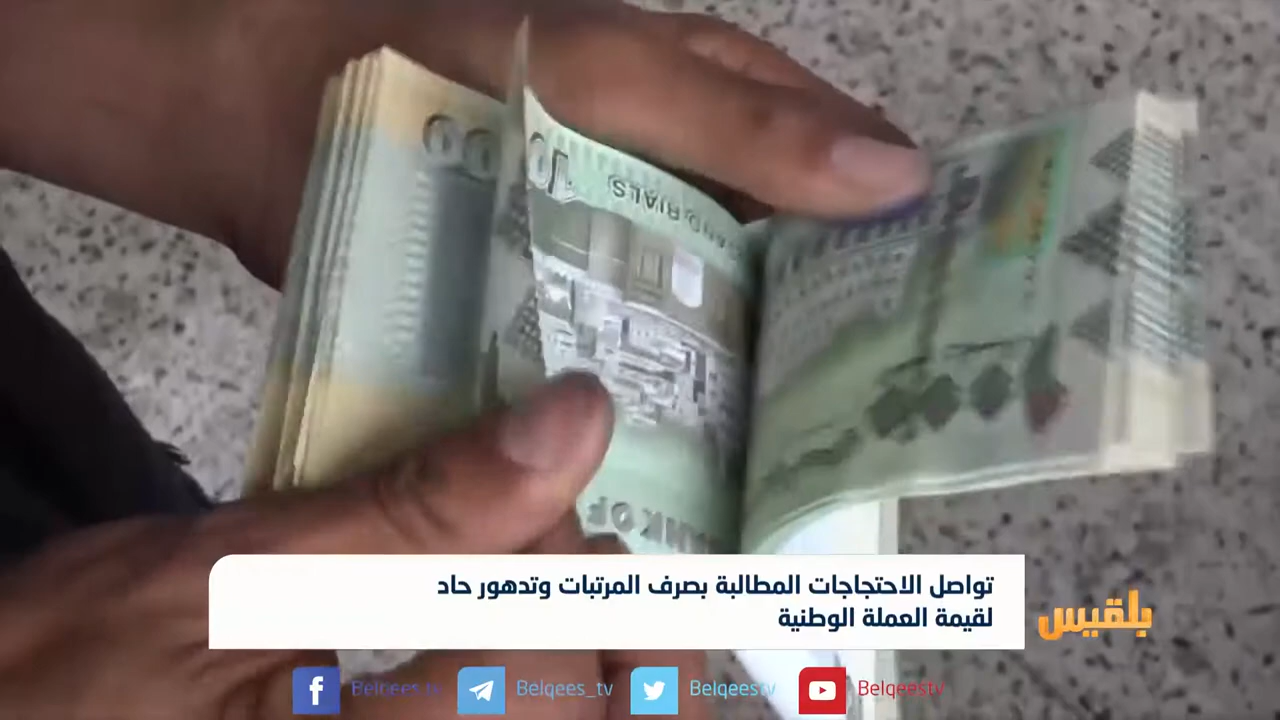 RIALS
تواصل الاحتجاجات المطالبة بصرف المرتبات وتدهور حاد
لقيمة العملة الوطنية
بلقيس
Belqees_tv
Belqees_tv
Belqeestv
Belqeestv